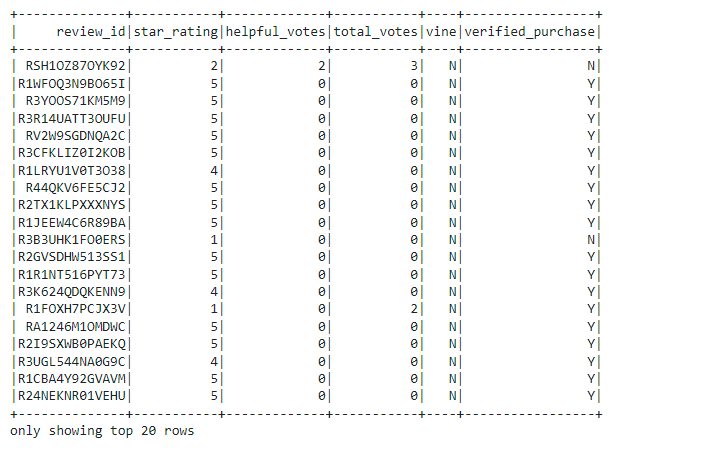 +--------------+-----------+-------------+-----------+----+-----------------+
|     review_id|star_rating|helpful_votes|total_votes|vine|verified_purchase|
+--------------+-----------+-------------+-----------+----+-----------------+
| RSH1OZ87OYK92|          2|            2|          3|   N|                N|
|R1WFOQ3N9BO65I|          5|            0|          0|   N|                Y|
| R3YOOS71KM5M9|          5|            0|          0|   N|                Y|
|R3R14UATT3OUFU|          5|            0|          0|   N|                Y|
| RV2W9SGDNQA2C|          5|            0|          0|   N|                Y|
|R3CFKLIZ0I2KOB|          5|            0|          0|   N|                Y|
|R1LRYU1V0T3O38|          4|            0|          0|   N|                Y|
| R44QKV6FE5CJ2|          5|            0|          0|   N|                Y|
|R2TX1KLPXXXNYS|          5|            0|          0|   N|                Y|
|R1JEEW4C6R89BA|          5|            0|          0|   N|                Y|
|R3B3UHK1FO0ERS|          1|            0|          0|   N|                N|
|R2GVSDHW513SS1|          5|            0|          0|   N|                Y|
|R1R1NT516PYT73|          5|            0|          0|   N|                Y|
|R3K624QDQKENN9|          4|            0|          0|   N|                Y|
| R1FOXH7PCJX3V|          1|            0|          2|   N|                Y|
| RA1246M1OMDWC|          5|            0|          0|   N|                Y|
|R2I9SXWB0PAEKQ|          5|            0|          0|   N|                Y|
|R3UGL544NA0G9C|          4|            0|          0|   N|                Y|
|R1CBA4Y92GVAVM|          5|            0|          0|   N|                Y|
|R24NEKNR01VEHU|          5|            0|          0|   N|                Y|
+--------------+-----------+-------------+-----------+----+-----------------+
only showing top 20 rows